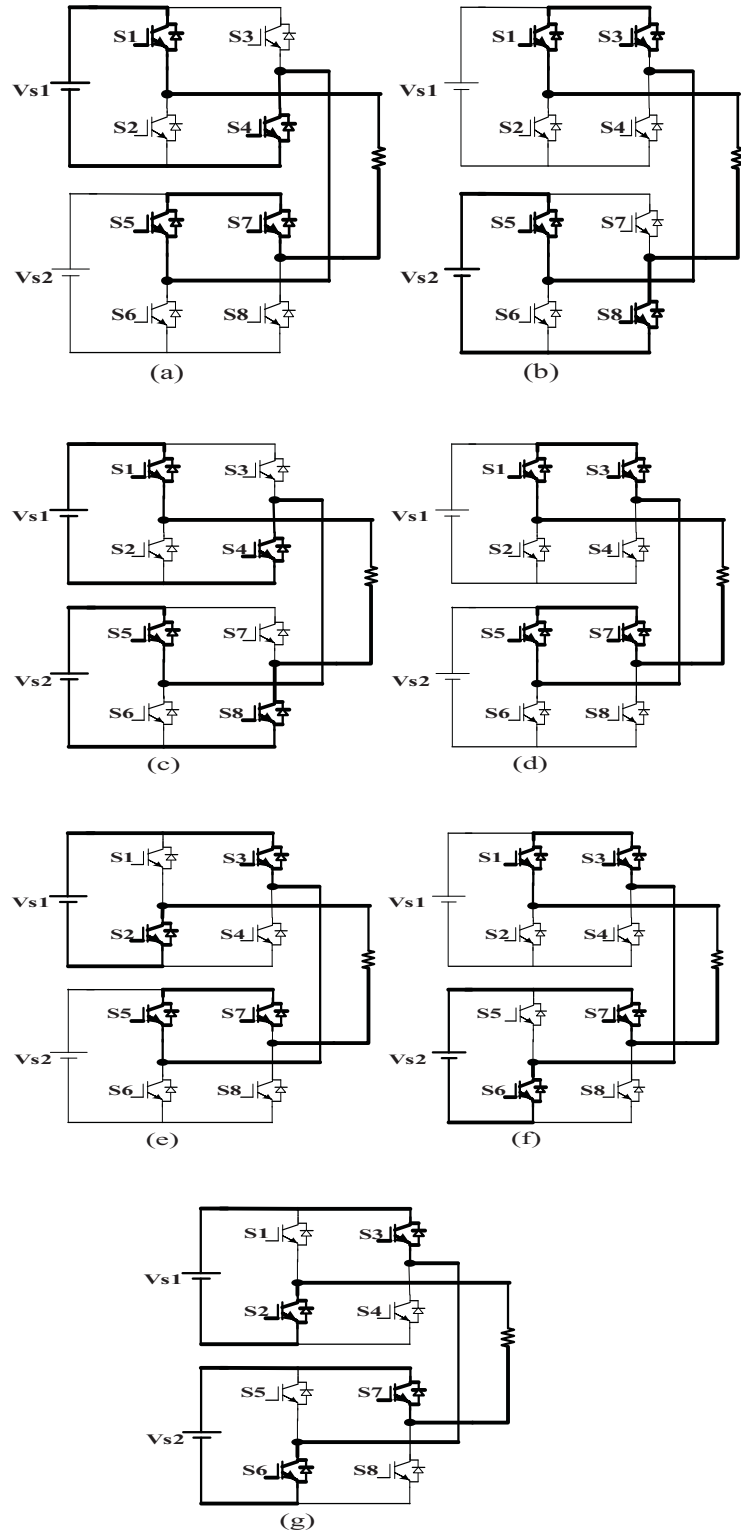 S1 S3
Vs1
S2 S4
S5 S7
Vs2
S6 S8
(a)
S1 S3
Vs1
S2 S4
S5 S7
Vs2
S6 S8
(b)
S1 S3
Vs1
S2 S4
S5 S7
Vs2
S6 S8
(c)
S1 S3
Vs1
S2 S4
S5 S7
Vs2
S6 S8
(d)
S1 S3
Vs1
S2 S4
S5 S7
Vs2
S6 S8
(e)
S1 S3
Vs1
S2 S4
S5 S7
Vs2
S6 S8
(f)
S1 S3
Vs1
S2 S4
S5 S7
Vs2
S6 S8
(g)